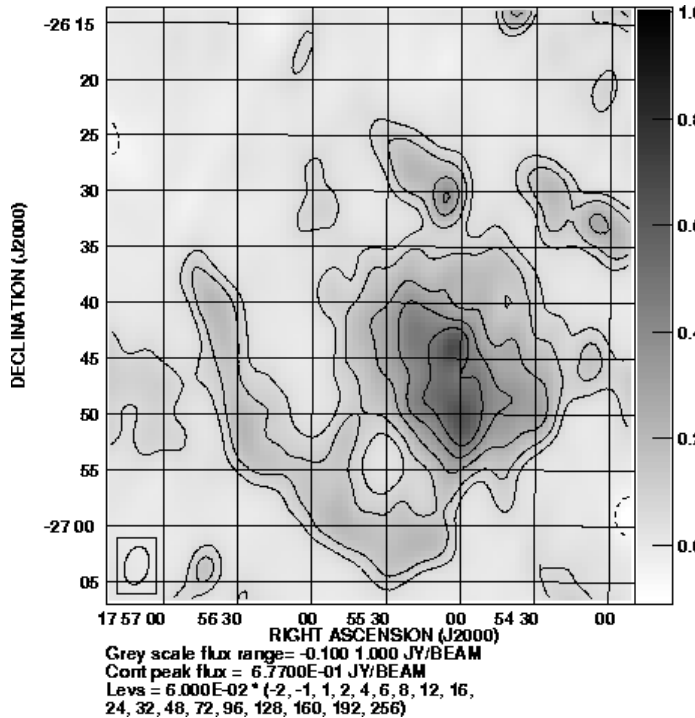 -26 15
20
25
30
35
40
45
50
55
-27 00
05
DECLINATION (J2000)
1.0
0.8
0.6
0.4
0.2
0.0
17 57 00 56 30 00 55 30 00 54 30 00
RIGHT ASCENSION (J2000)
Grey scale flux range= -0.100 1.000 JY/BEAM
Cont peak flux = 6.7700E-01 JY/BEAM
Levs = 6.000E-02 * (-2, -1, 1, 2, 4, 6, 8, 12, 16,
24, 32, 48, 72, 96, 128, 160, 192, 256)